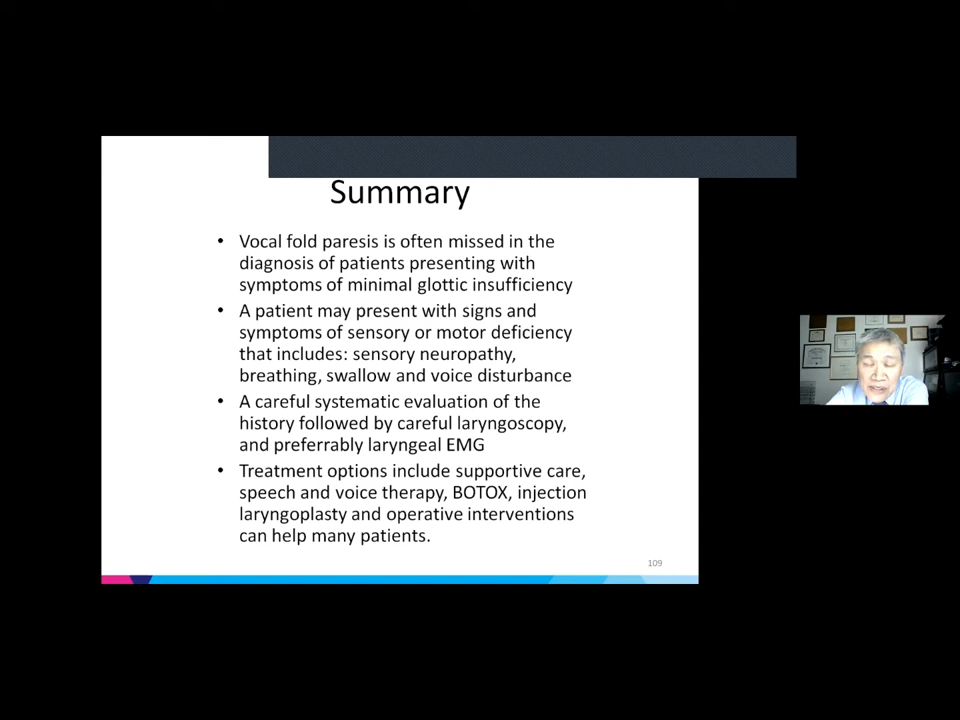 Summary
• Vocal fold paresis is often missed in the
diagnosis of patients presenting with
symptoms of minimal glottic insufficiency
• A patient may present with signs and
symptoms of sensory or motor deficiency
that includes: sensory neuropathy,
breathing, swallow and voice disturbance
• A careful systematic evaluation of the
history followed by careful laryngoscopy,
and preferrably laryngeal EMG
• Treatment options include supportive care,
speech and voice therapy, BOTOX, injection
laryngoplasty and operative interventions
can help many patients.
109